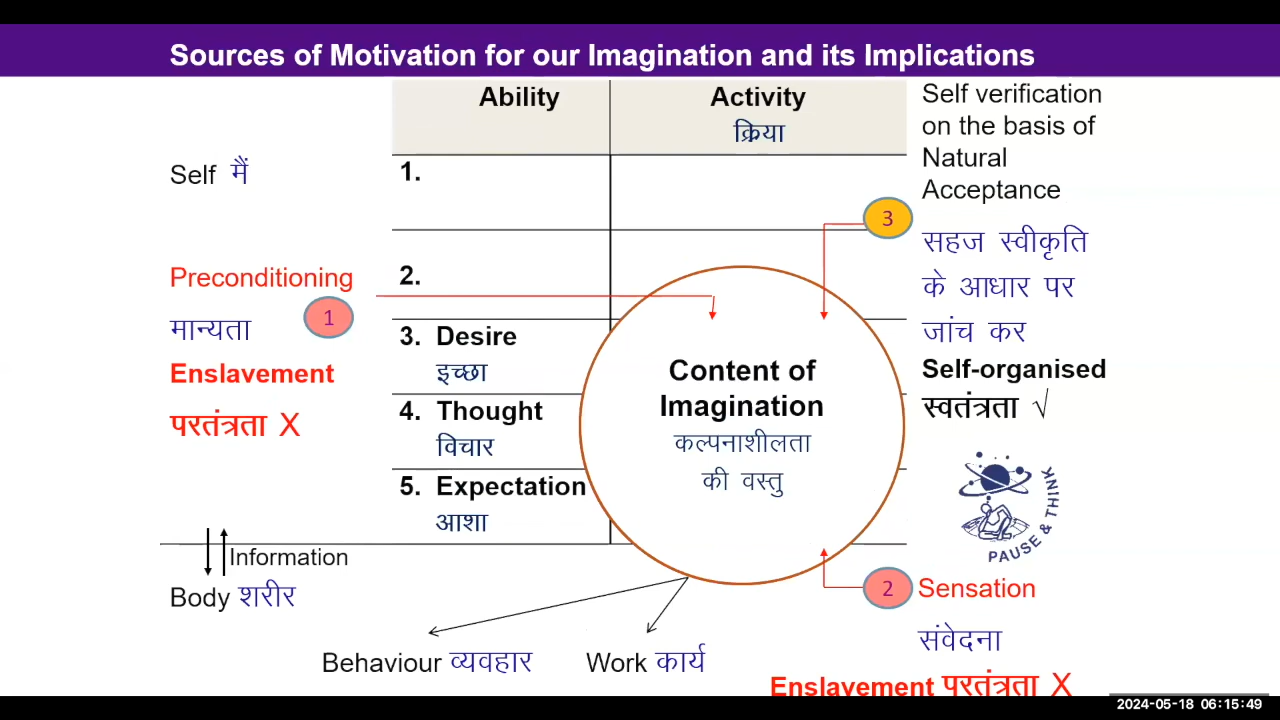 Sources of Motivation for our Imagination and its Implications
Ability
Activity
क्रिया
Self verification
on the basis of
Natural
Acceptance
सहज स्वीकृति
के आधार पर
जांच कर
Self-organised
स्वतंत्रता √
3
Self मैं
1.
2.
Preconditioning
मान्यता
1
Enslavement
परतंत्रता X
3. Desire
इच्छा
4. Thought
विचार
5. Expectation
आशा
Content of
Imagination
कल्पनाशीलता
की वस्तु
PAUSE & THINK
Information
Body शरीर
2
Sensation
संवेदना
Behaviour व्यवहार
Work कार्य
Enslavement परतंत्रता X
2024-05-18 06:15:49